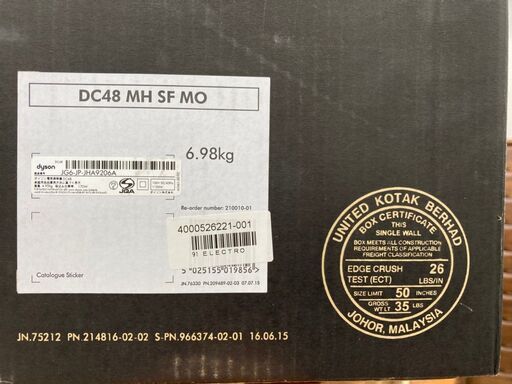 DC48 MH SF MO
dyson
DC48
JG6-JP-JHA9206A
6.98kg
JQA
Re-order number: 210010-01
4000526221-001
91 ELECTRO
5 025155 019856 >
Catalogue Sticker
JN.76330 PN.209489-02-03 07.07.15
UNITED KOTAK BERHAD
BOX CERTIFICATE
THIS
SINGLE WALL
BOX MEETS ALL CONSTRUCTION
REQUIREMENTS OF APPLICABLE
FREIGHT CLASSIFICATION
EDGE CRUSH 26
TEST (ECT) LBS/IN
SIZE LIMIT 50 INCHES
GROSS WT LT 35 LBS
JOHOR, MALAYSIA
JN.75212 PN 214816-02-02 S-PN.966374-02-01 16.06.15